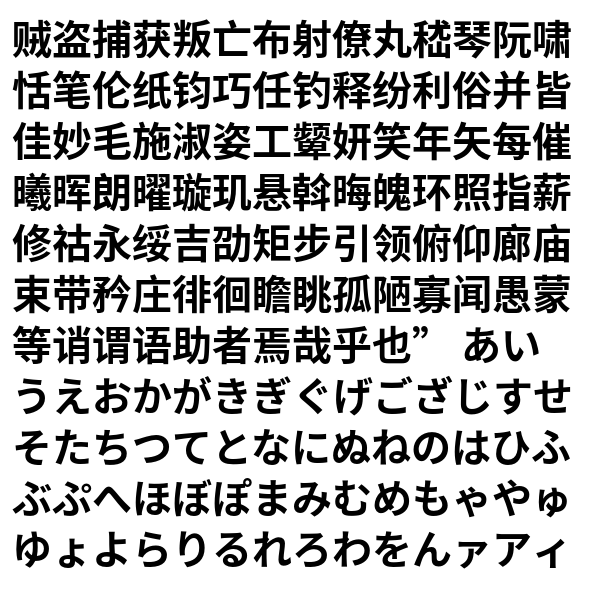 贼盗捕获叛亡布射僚丸嵇琴阮啸
恬笔伦纸钧巧任钓释纷利俗并皆
佳妙毛施淑姿工颦妍笑年矢每催
曦晖朗曜璇玑悬斡晦魄环照指薪
修祜永绥吉劭矩步引领俯仰廊庙
束带矜庄徘徊瞻眺孤陋寡闻愚蒙
等诮谓语助者焉哉乎也” あい
うえおかがきぎぐげござじすせ
そたちつてとなにぬねのはひふ
ぶぷへほぼぽまみむめもゃやゅ
ゆょよらりるれろわをんァアィ